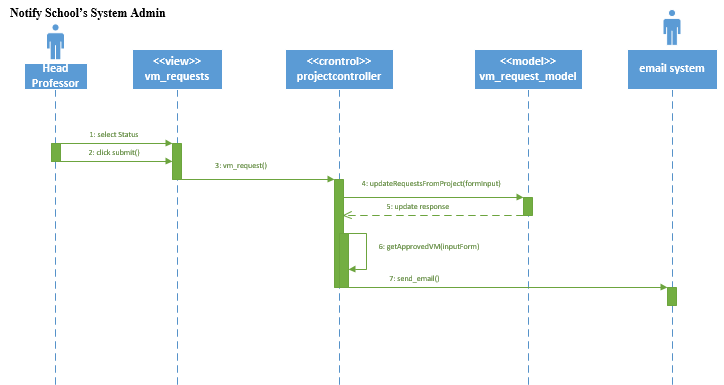 Notify School's System Admin
Head
Professor
<<view>>
vm_requests
<<crontrol>>
projectcontroller
<<model>>
vm_request_model
email system
1: select Status
2: click submit()
3: vm_request()
4: updateRequestsFromProject(formInput)
5: update response
6: getApprovedVM(inputForm)
7: send_email()